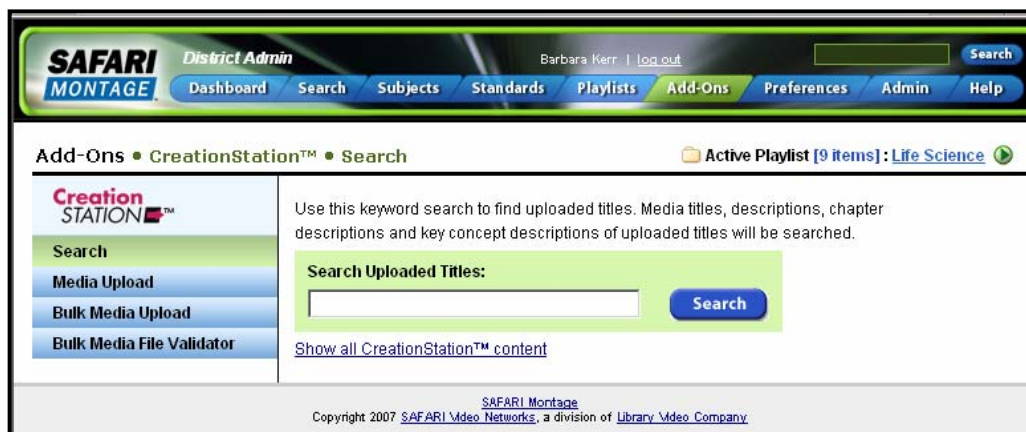 SAFARI
MONTAGE
District Admin
Barbara Kerr | log out
Search
Dashboard Search Subjects Standards Playlists Add-Ons Preferences Admin Help
Add-Ons • CreationStation™ • Search
Active Playlist [9 items] : Life Science
Creation
STATION™
Search
Media Upload
Bulk Media Upload
Bulk Media File Validator
Use this keyword search to find uploaded titles. Media titles, descriptions, chapter
descriptions and key concept descriptions of uploaded titles will be searched.
Search Uploaded Titles:
Search
Show all CreationStation™ content
SAFARI Montage
Copyright 2007 SAFARI Video Networks, a division of Library Video Company